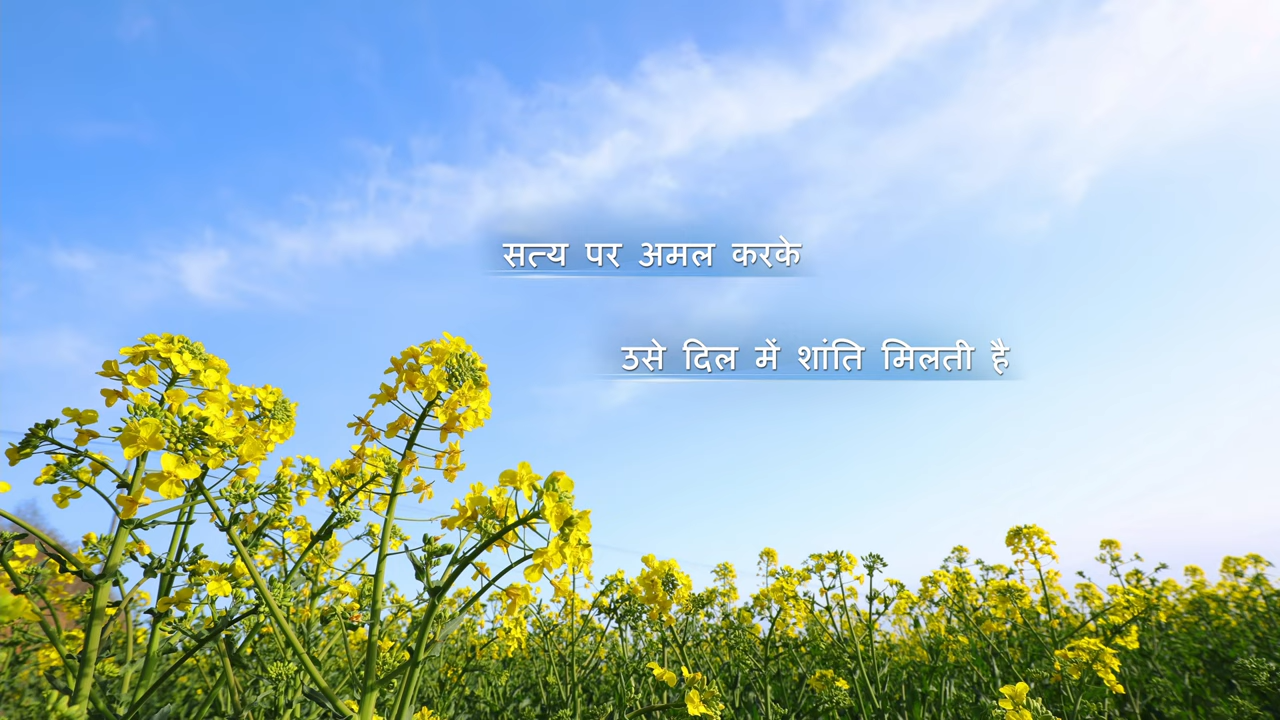 सत्य पर अमल करके
उसे दिल में शांति मिलती है